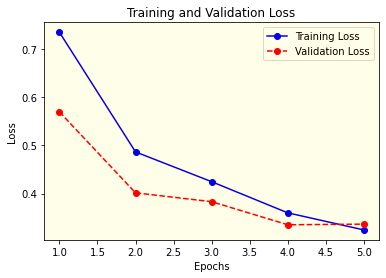 Training and Validation Loss
Training Loss
Validation Loss
Loss
0.7
0.6
0.5
0.4
1.0 1.5 2.0 2.5 3.0 3.5 4.0 4.5 5.0
Epochs